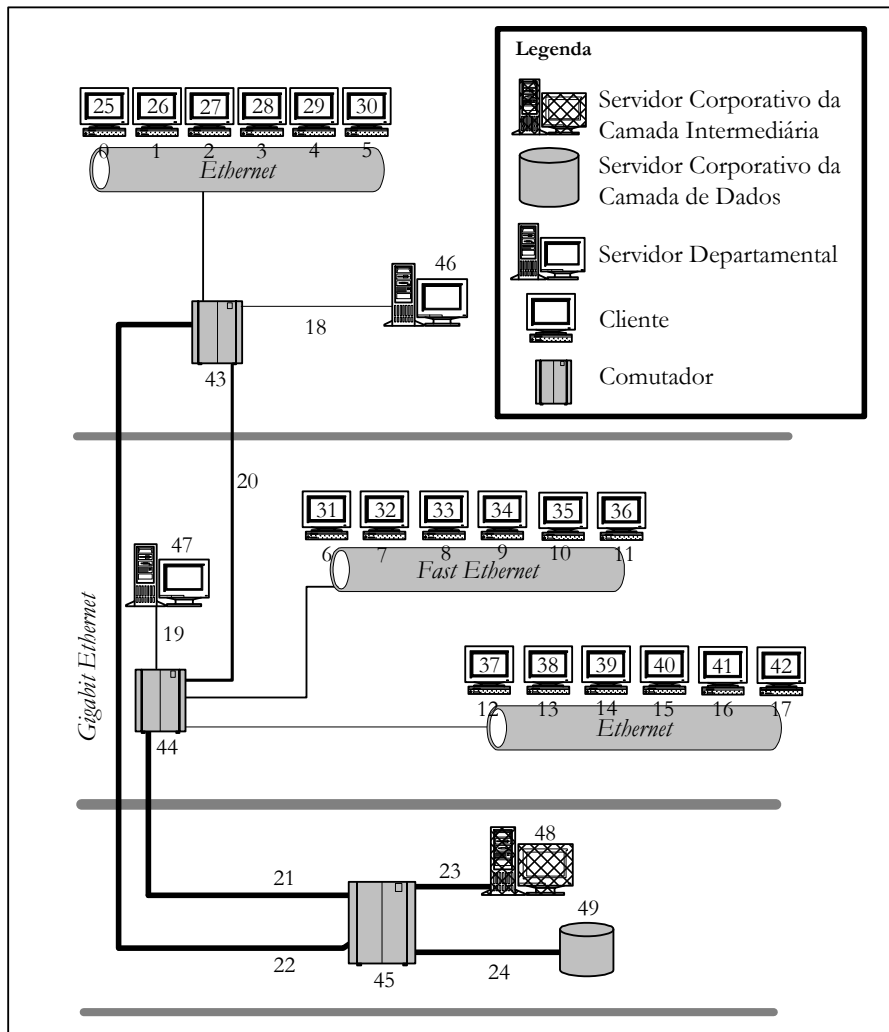 Legenda
Servidor Corporativo da
Camada Intermediária
Servidor Corporativo da
Camada de Dados
Servidor Departamental
Cliente
Comutador
25 26 27 28 29 30
0 1 2 3 4 5
Ethernet
46
18
43
20
31 32 33 34 35 36
6 7 8 9 10 11
Fast Ethernet
47
19
Gigabit Ethernet
37 38 39 40 41 42
12 13 14 15 16 17
Ethernet
44
48
21
23
49
22
45
24